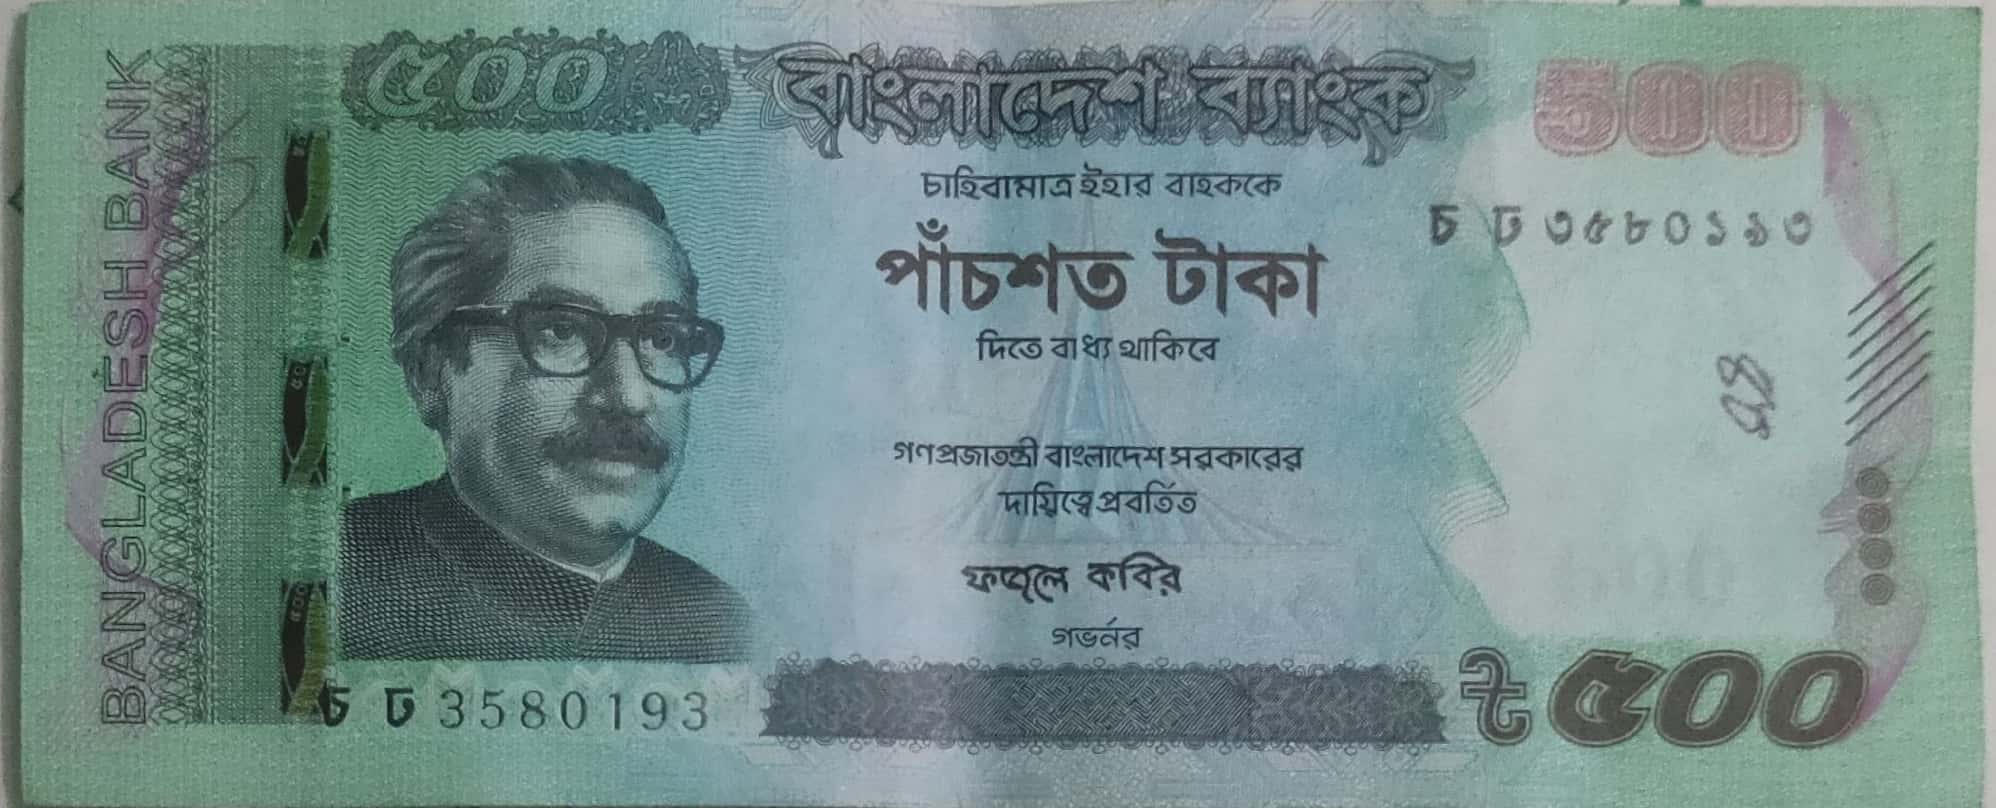 BANGLADESH BANK
৫০০
বাংলাদেশ ব্যাংক
500
চাহিবামাত্র ইহার বাহককে
চ ঢ ৩৫৮০১৯৩
পাঁচশত টাকা
দিতে বাধ্য থাকিবে
গণপ্রজাতন্ত্রী বাংলাদেশ সরকারের
দায়িত্বে প্রবর্তিত
ফজলে কবির
গভর্নর
চ ঢ 3580193
৳৫০০